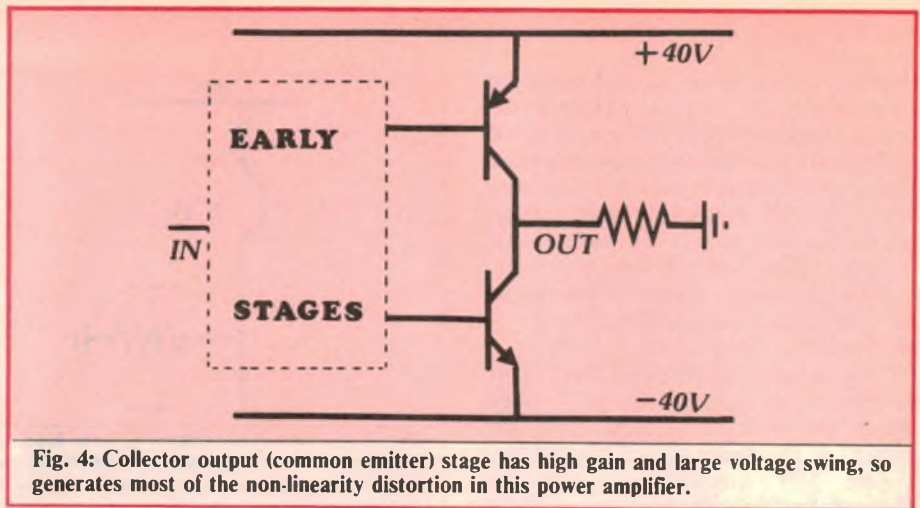 +40V
EARLY
IN
OUT
STAGES
−40V
Fig. 4: Collector output (common emitter) stage has high gain and large voltage swing, so
generates most of the non-linearity distortion in this power amplifier.